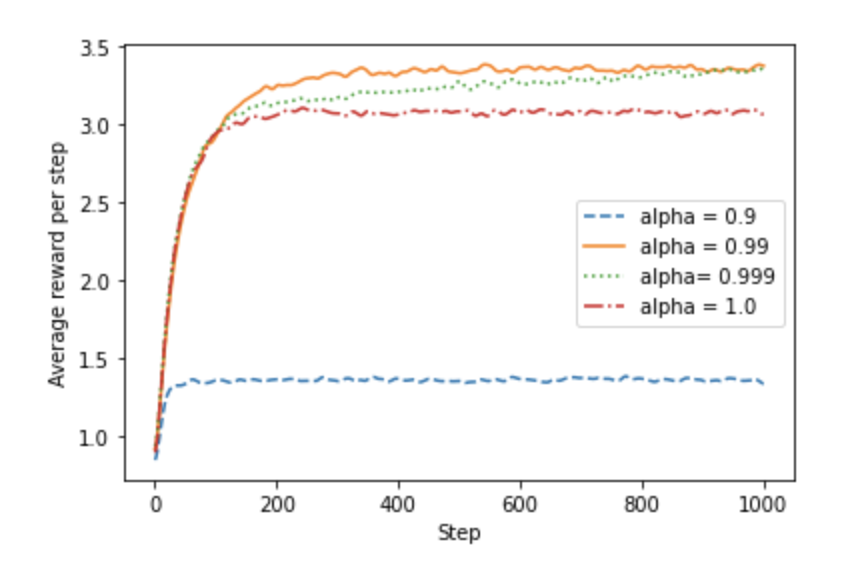 3.5
3.0
2.5
2.0
1.5
1.0
Average reward per step
alpha = 0.9
alpha = 0.99
alpha= 0.999
alpha = 1.0
0 200 400 600 800 1000
Step